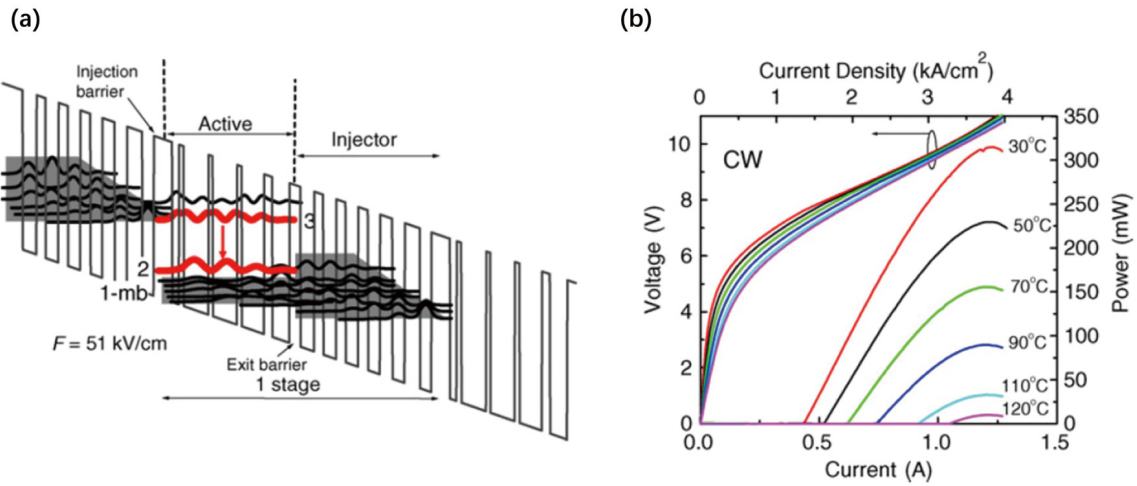 (a)
Injection
barrier
Active
Injector
3
2
1-mb
F = 51 kV/cm
Exit barrier
1 stage
(b)
Current Density (kA/cm2)
0 1 2 3 4
10
8
6
4
2
0
Voltage (V)
CW
30°C
50°C
70°C
90°C
110°C
120°C
350
300
250
200
150
100
50
0
Power (mW)
0.0 0.5 1.0 1.5
Current (A)